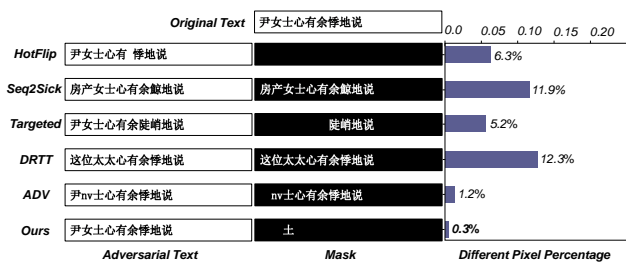 Original Text 尹女士心有余悸地说
0.0 0.05 0.10 0.15 0.20
HotFlip 尹女士心有 悸地说 6.3%
Seq2Sick 房产女士心有余鲸地说 房产女士心有余鲸地说 11.9%
Targeted 尹女士心有余陡峭地说 陡峭地说 5.2%
DRTT 这位太太心有余悸地说 这位太太心有余悸地说 12.3%
ADV 尹nv士心有余悸地说 nv士心有余悸地说 1.2%
Ours 尹女土心有余悸地说 土 0.3%
Adversarial Text Mask Different Pixel Percentage